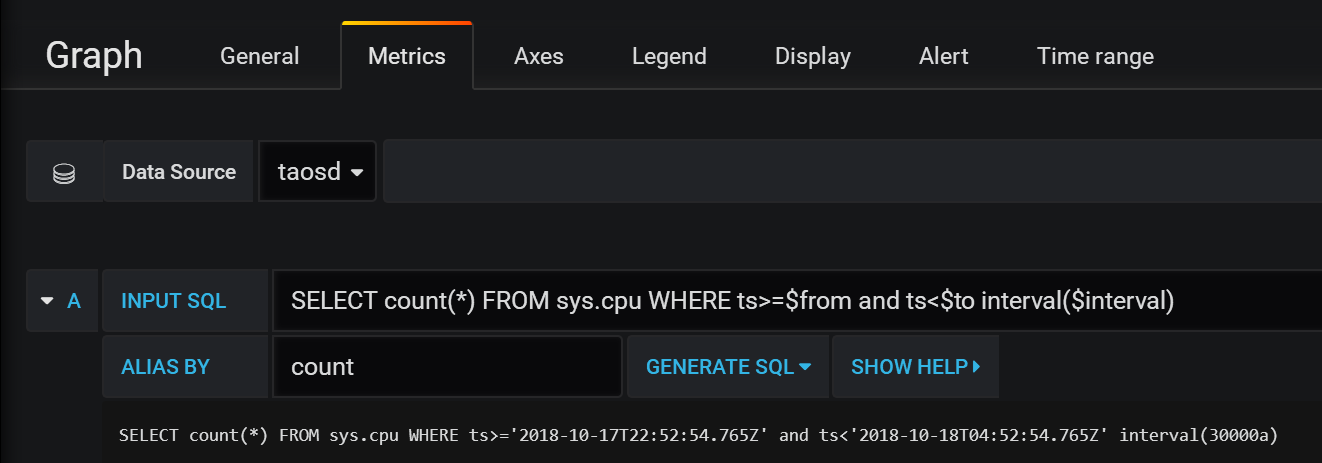 Graph General Metrics Axes Legend Display Alert Time range
Data Source taosd
A INPUT SQL SELECT count(*) FROM sys.cpu WHERE ts>=$from and ts<$to interval($interval)
ALIAS BY count GENERATE SQL SHOW HELP
SELECT count(*) FROM sys.cpu WHERE ts>='2018-10-17T22:52:54.765Z' and ts<'2018-10-18T04:52:54.765Z' interval(30000a)